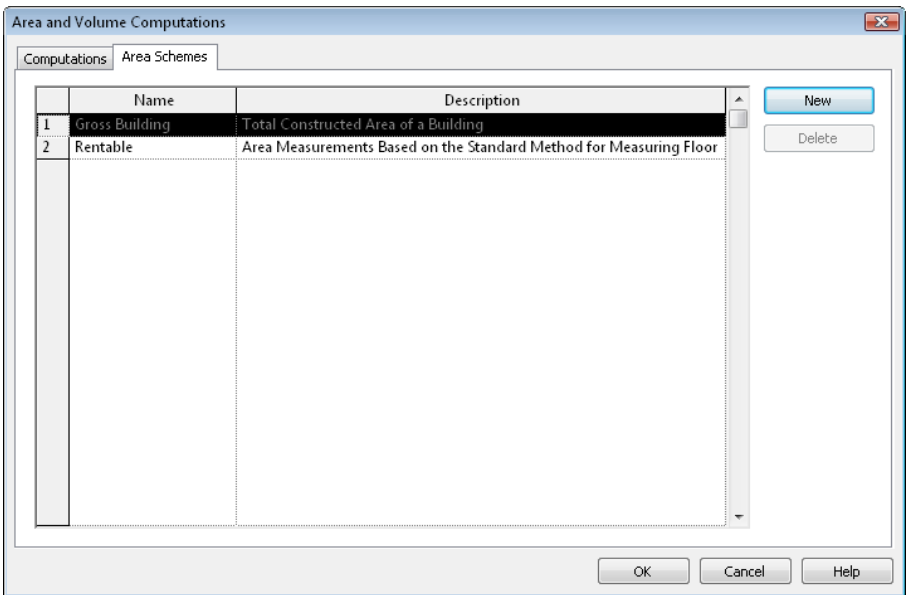 Area and Volume Computations
Computations Area Schemes
Name Description New
1 Gross Building Total Constructed Area of a Building
2 Rentable Area Measurements Based on the Standard Method for Measuring Floor Delete
OK Cancel Help